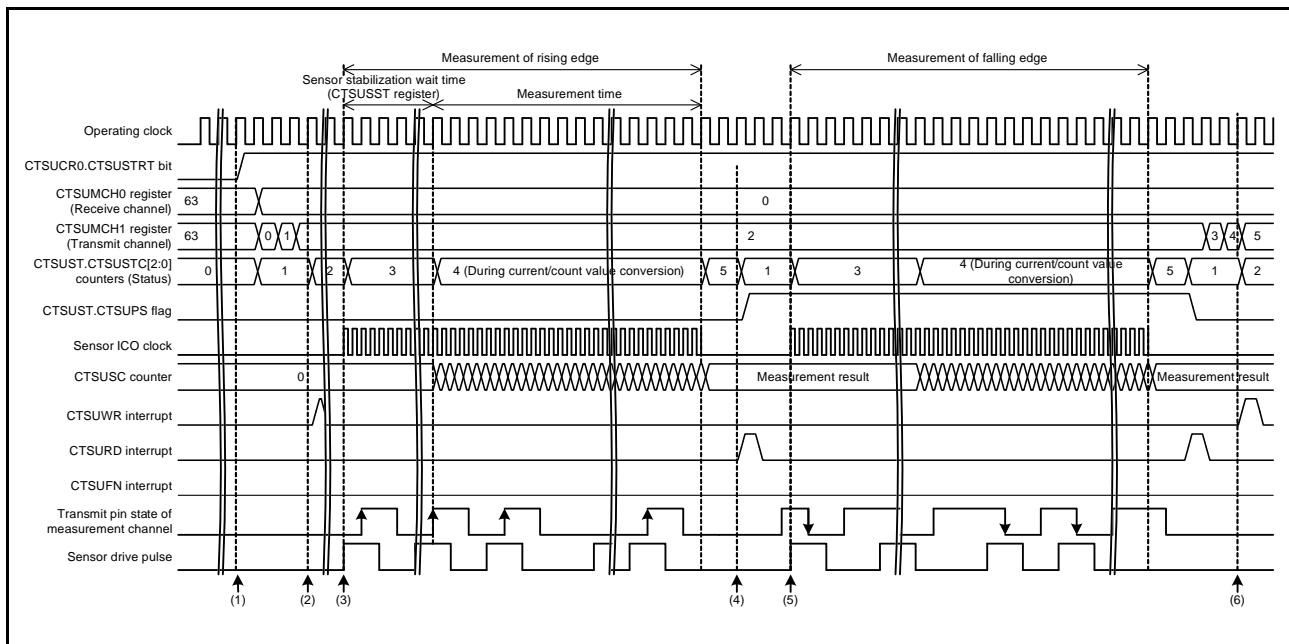 Measurement of rising edge
Measurement of falling edge
Sensor stabilization wait time
(CTSUSST register)
Measurement time
Operating clock
CTSUCR0.CTSUSTRT bit
CTSUMCH0 register
(Receive channel)
63
0
CTSUMCH1 register
(Transmit channel)
63
0
1
2
3
4
5
CTSUST.CTSUSTC[2:0]
counters (Status)
0
1
2
3
4 (During current/count value conversion)
5
1
3
4 (During current/count value
conversion)
5
1
2
CTSUST.CTSUPS flag
Sensor ICO clock
CTSUSC counter
0
Measurement result
Measurement result
CTSUWR interrupt
CTSURD interrupt
CTSUFN interrupt
Transmit pin state of
measurement channel
Sensor drive pulse
(1)
(2)
(3)
(4)
(5)
(6)